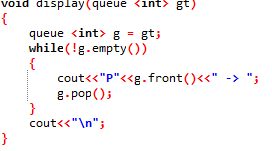 void display(queue <int> gt)
{
queue <int> g = gt;
while(!g.empty())
{
cout<<"P"<<g.front()<<" -> ";
g.pop();
}
cout<<"\n";
}